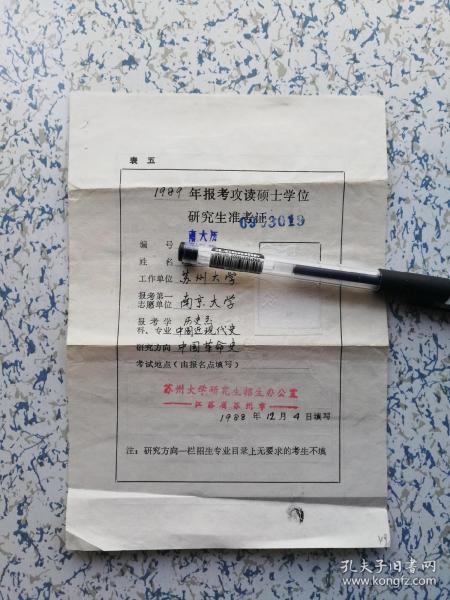 表 五
1989 年报考攻读硕士学位
研究生准考证
3019
南大历
编 号
姓 名
工作单位 苏州大学
报考第一志愿单位 南京大学
报考学科、专业 历史系 中国近现代史
研究方向 中国革命史
考试地点(由报名点填写)
苏州大学研究生招生办公室
江苏省苏州市
1988 年 12 月 4 日填写
注:研究方向一栏招生专业目录上无要求的考生不填
孔夫子旧书网
www.kongfz.com